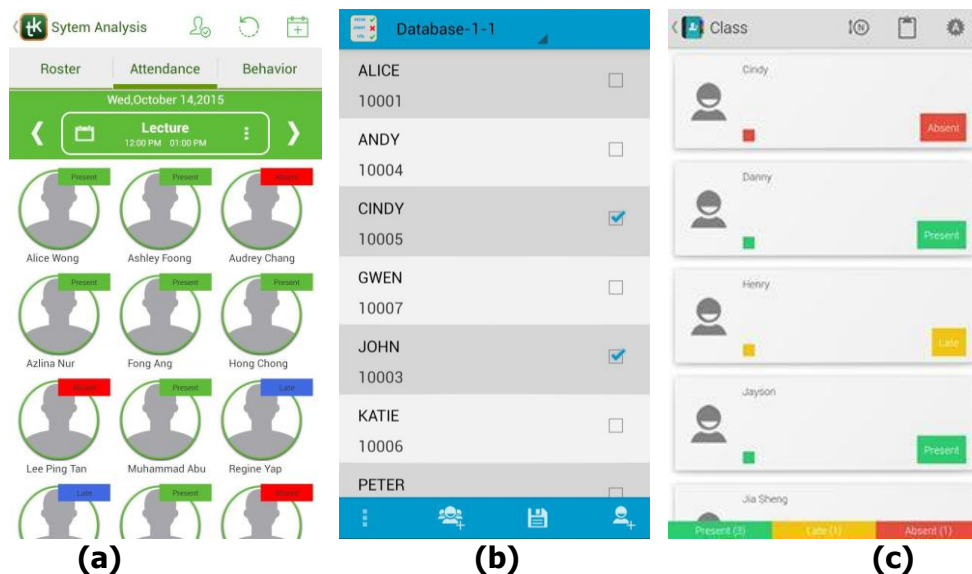 tK Sytem Analysis
Roster Attendance Behavior
Wed,October 14,2015
Lecture
12:00 PM 01:00 PM
Present Present Absent
Alice Wong Ashley Foong Audrey Chang
Present Present Present
Azlina Nur Fong Ang Hong Chong
Absent Present Late
Lee Ping Tan Muhammad Abu Regine Yap
Late Present Absent
(a)
Database-1-1
ALICE
10001
ANDY
10004
CINDY
10005
GWEN
10007
JOHN
10003
KATIE
10006
PETER
(b)
Class
N
A
Cindy
Absent
Danny
Present
Henry
Late
Jayson
Present
Jia Sheng
Present (3) Late (1) Absent (1)
(c)